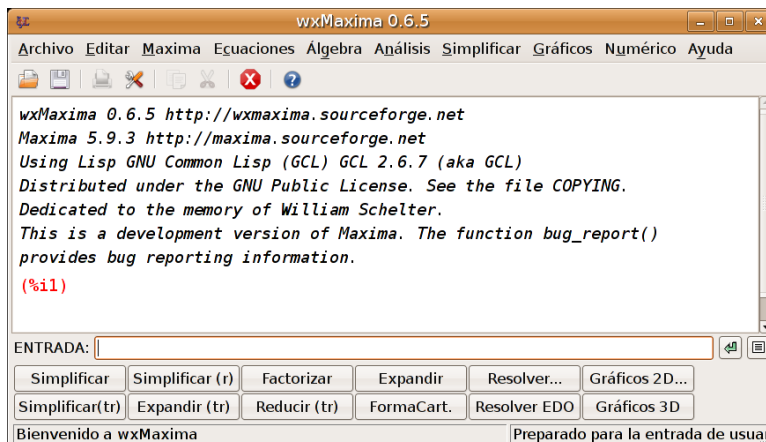 wxMaxima 0.6.5
Archivo Editar Maxima Ecuaciones Álgebra Análisis Simplificar Gráficos Numérico Ayuda
wxMaxima 0.6.5 http://wxmaxima.sourceforge.net
Maxima 5.9.3 http://maxima.sourceforge.net
Using Lisp GNU Common Lisp (GCL) GCL 2.6.7 (aka GCL)
Distributed under the GNU Public License. See the file COPYING.
Dedicated to the memory of William Schelter.
This is a development version of Maxima. The function bug_report()
provides bug reporting information.
(%i1)
ENTRADA:
Simplificar Simplificar (r) Factorizar Expandir Resolver... Gráficos 2D...
Simplificar(tr) Expandir (tr) Reducir (tr) FormaCart. Resolver EDO Gráficos 3D
Bienvenido a wxMaxima Preparado para la entrada de usua